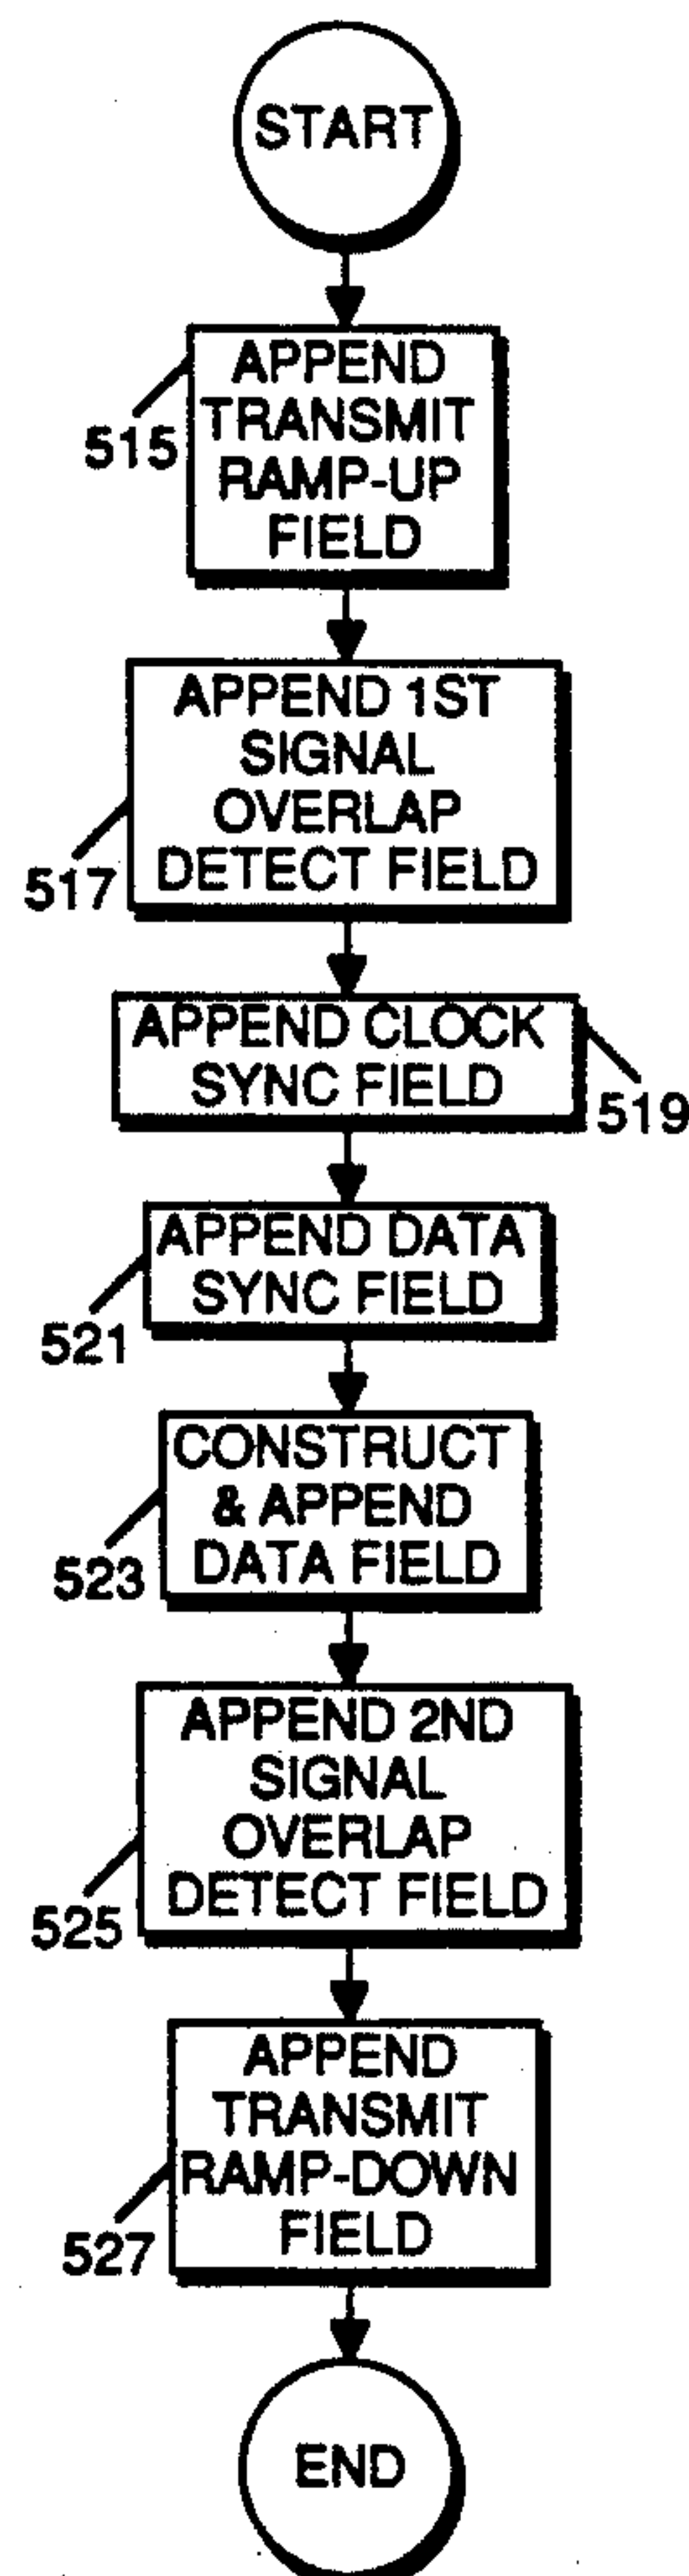 START
APPEND
TRANSMIT
RAMP-UP
FIELD
515
APPEND 1ST
SIGNAL
OVERLAP
DETECT FIELD
517
APPEND CLOCK
SYNC FIELD
519
APPEND DATA
SYNC FIELD
521
CONSTRUCT
& APPEND
DATA FIELD
523
APPEND 2ND
SIGNAL
OVERLAP
DETECT FIELD
525
APPEND
TRANSMIT
RAMP-DOWN
FIELD
527
END